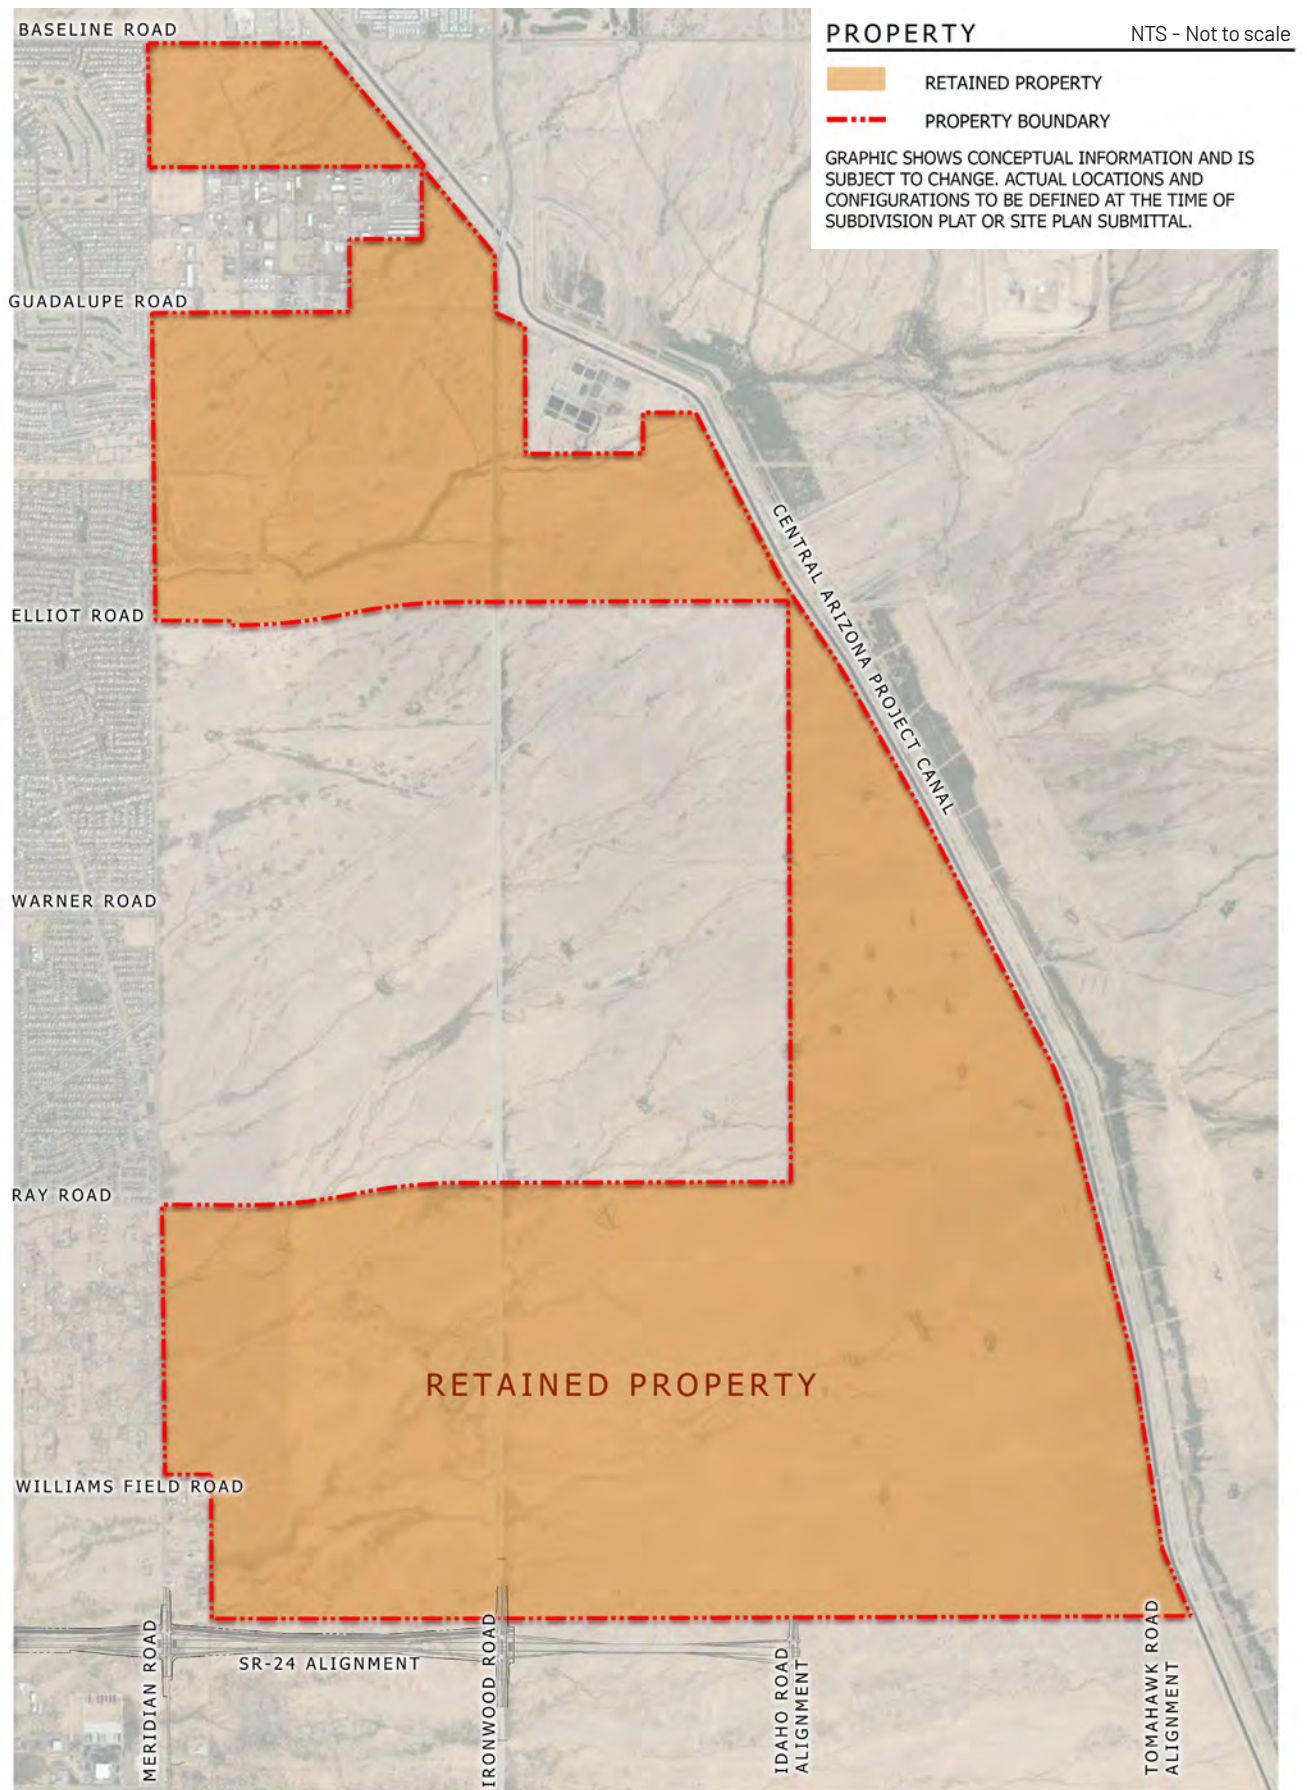 BASELINE ROAD
PROPERTY
NTS - Not to scale
RETAINED PROPERTY
PROPERTY BOUNDARY
GRAPHIC SHOWS CONCEPTUAL INFORMATION AND IS
SUBJECT TO CHANGE. ACTUAL LOCATIONS AND
CONFIGURATIONS TO BE DEFINED AT THE TIME OF
SUBDIVISION PLAT OR SITE PLAN SUBMITTAL.
GUADALUPE ROAD
CENTRAL ARIZONA PROJECT CANAL
ELLIOT ROAD
WARNER ROAD
RAY ROAD
RETAINED PROPERTY
WILLIAMS FIELD ROAD
SR-24 ALIGNMENT
MERIDIAN ROAD
IRONWOOD ROAD
IDAHO ROAD
ALIGNMENT
TOMAHAWK ROAD
ALIGNMENT